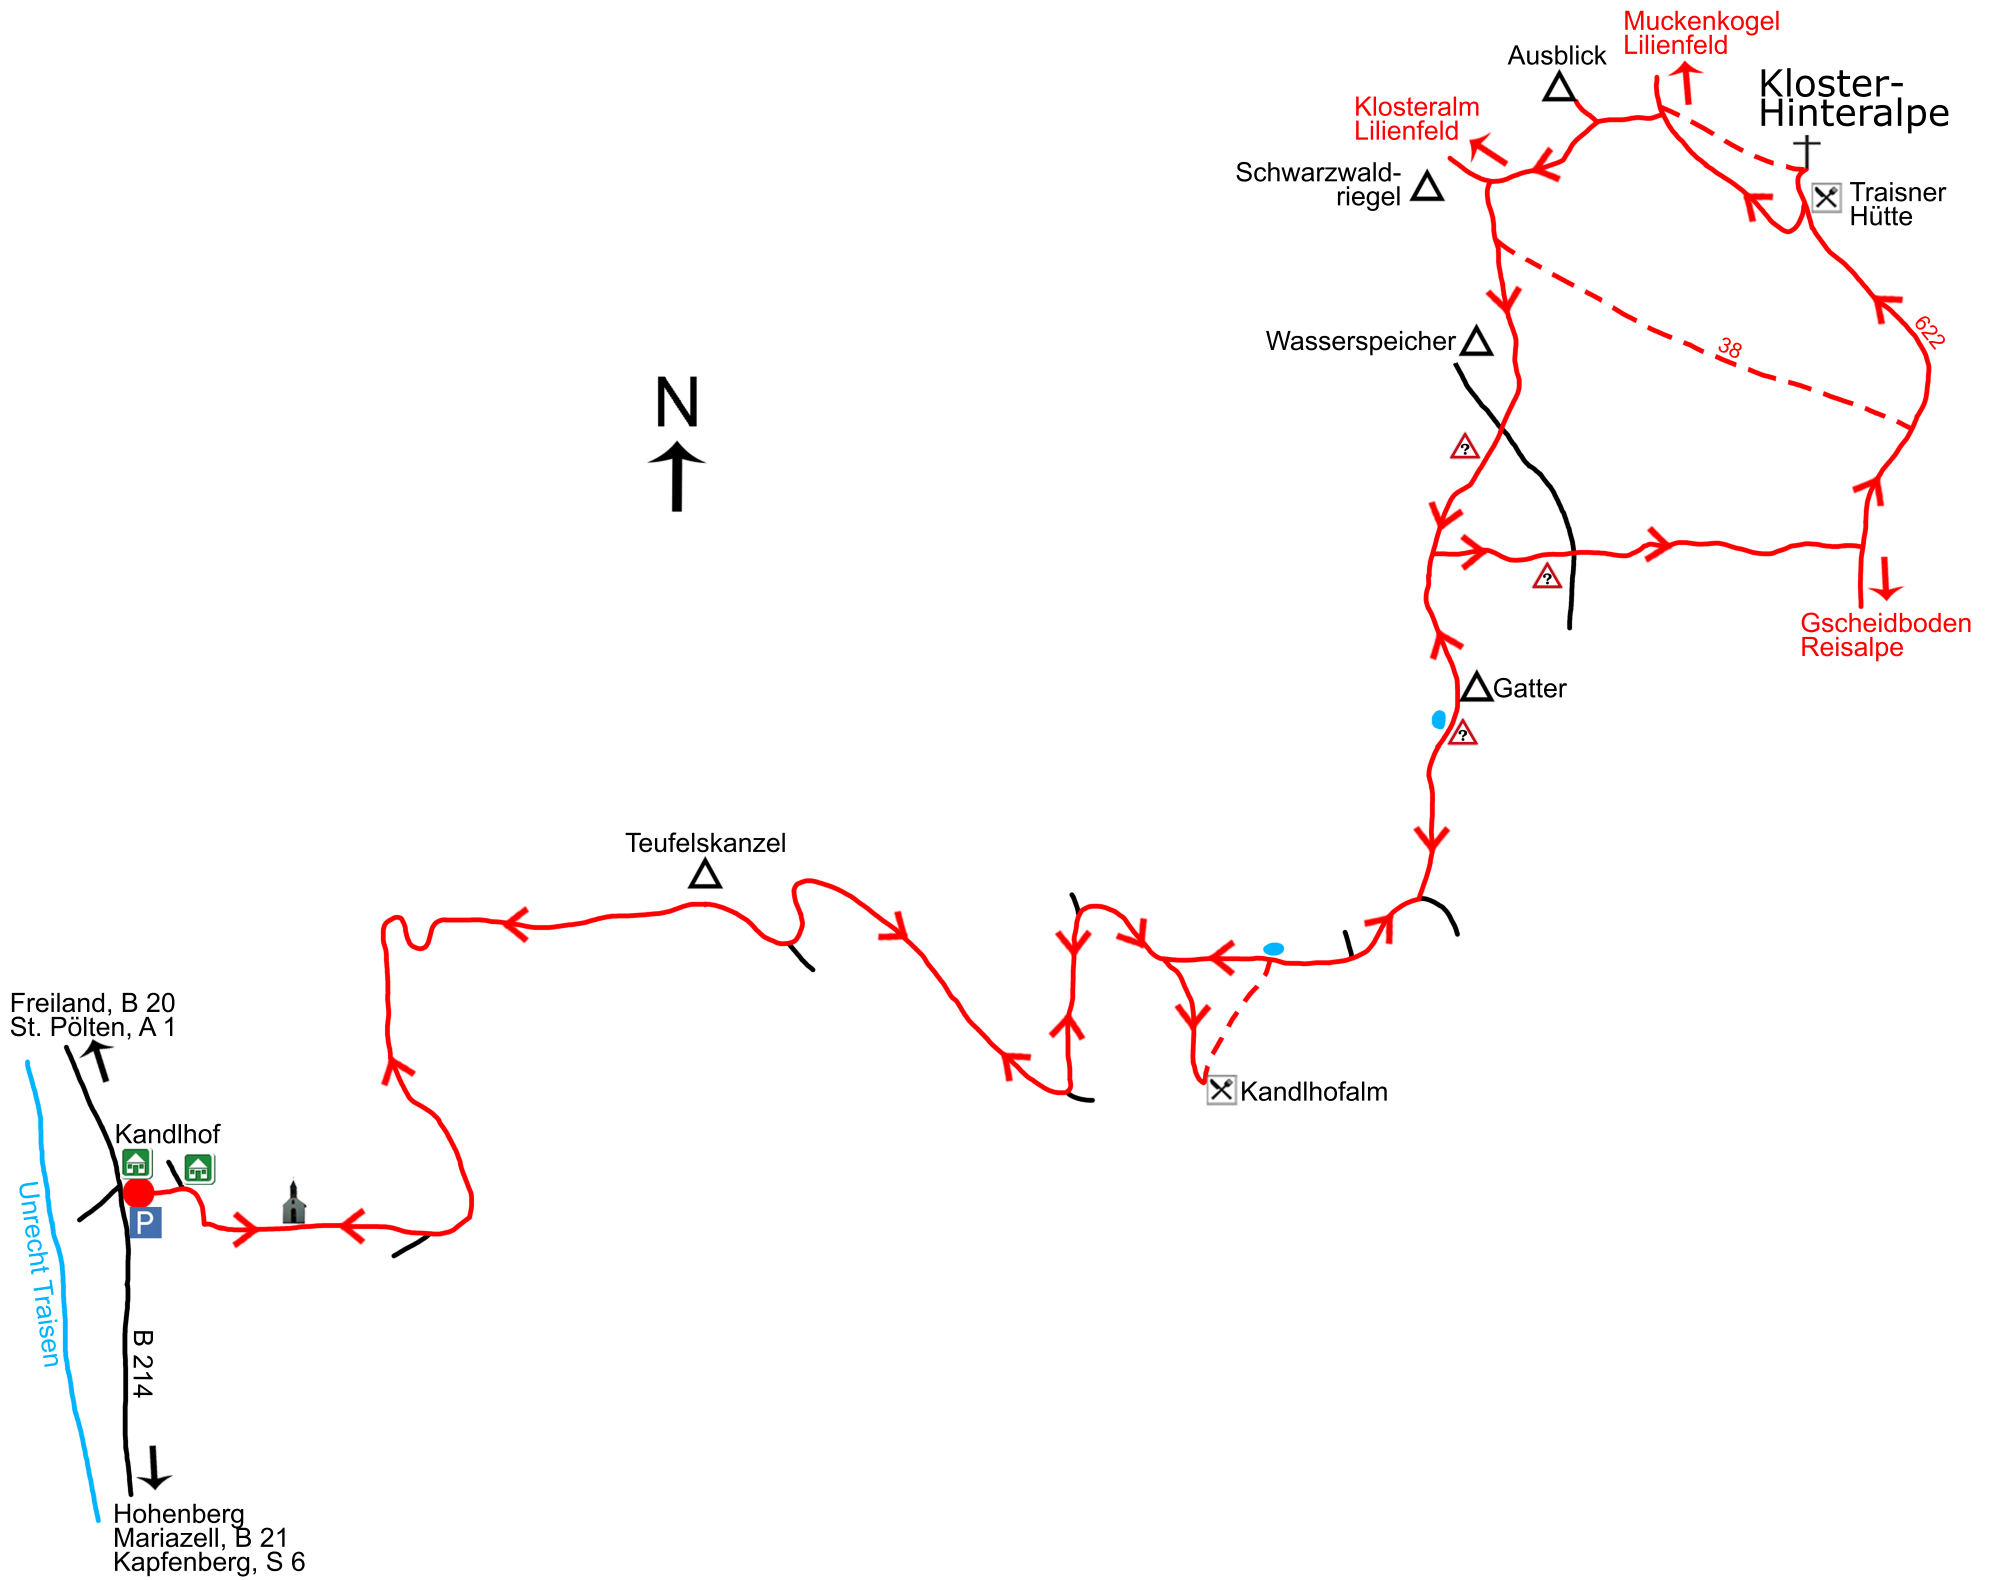 Muckenkogel
Lilienfeld
Ausblick
Kloster-
Hinteralpe
Klosteralm
Lilienfeld
Schwarzwald-
riegel
Traisner
Hütte
622
Wasserspeicher
38
N
?
?
Gscheidboden
Reisalpe
Gatter
?
Teufelskanzel
Freiland, B 20
St. Pölten, A 1
Kandlhofalm
Kandlhof
P
Unrecht Traisen
B 214
Hohenberg
Mariazell, B 21
Kapfenberg, S 6